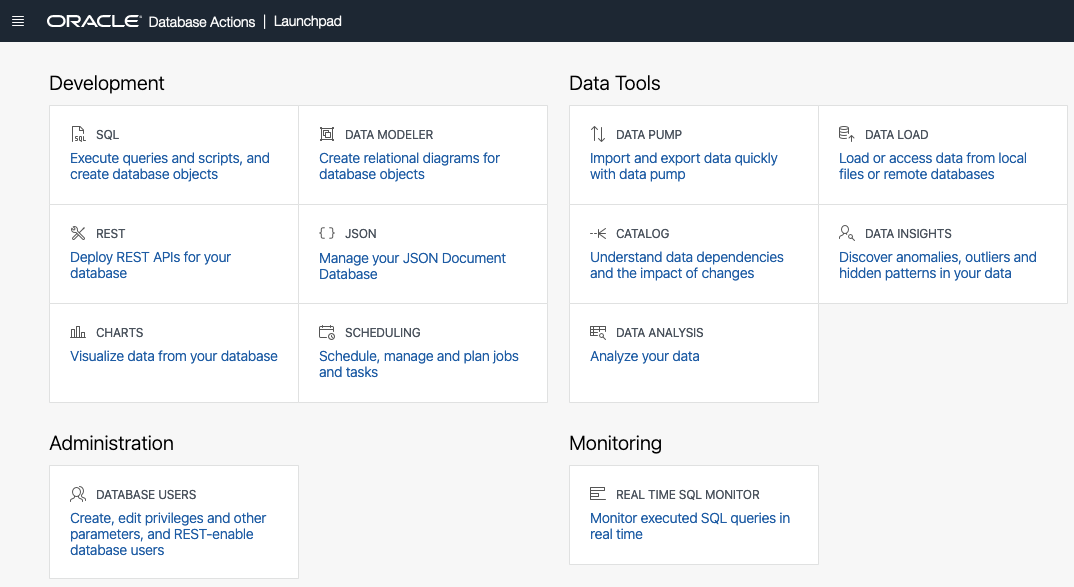 ORACLE Database Actions | Launchpad
Development
SQL
Execute queries and scripts, and
create database objects
DATA MODELER
Create relational diagrams for
database objects
REST
Deploy REST APIs for your
database
JSON
Manage your JSON Document
Database
CHARTS
Visualize data from your database
SCHEDULING
Schedule, manage and plan jobs
and tasks
Data Tools
DATA PUMP
Import and export data quickly
with data pump
DATA LOAD
Load or access data from local
files or remote databases
CATALOG
Understand data dependencies
and the impact of changes
DATA INSIGHTS
Discover anomalies, outliers and
hidden patterns in your data
DATA ANALYSIS
Analyze your data
Administration
DATABASE USERS
Create, edit privileges and other
parameters, and REST-enable
database users
Monitoring
REAL TIME SQL MONITOR
Monitor executed SQL queries in
real time